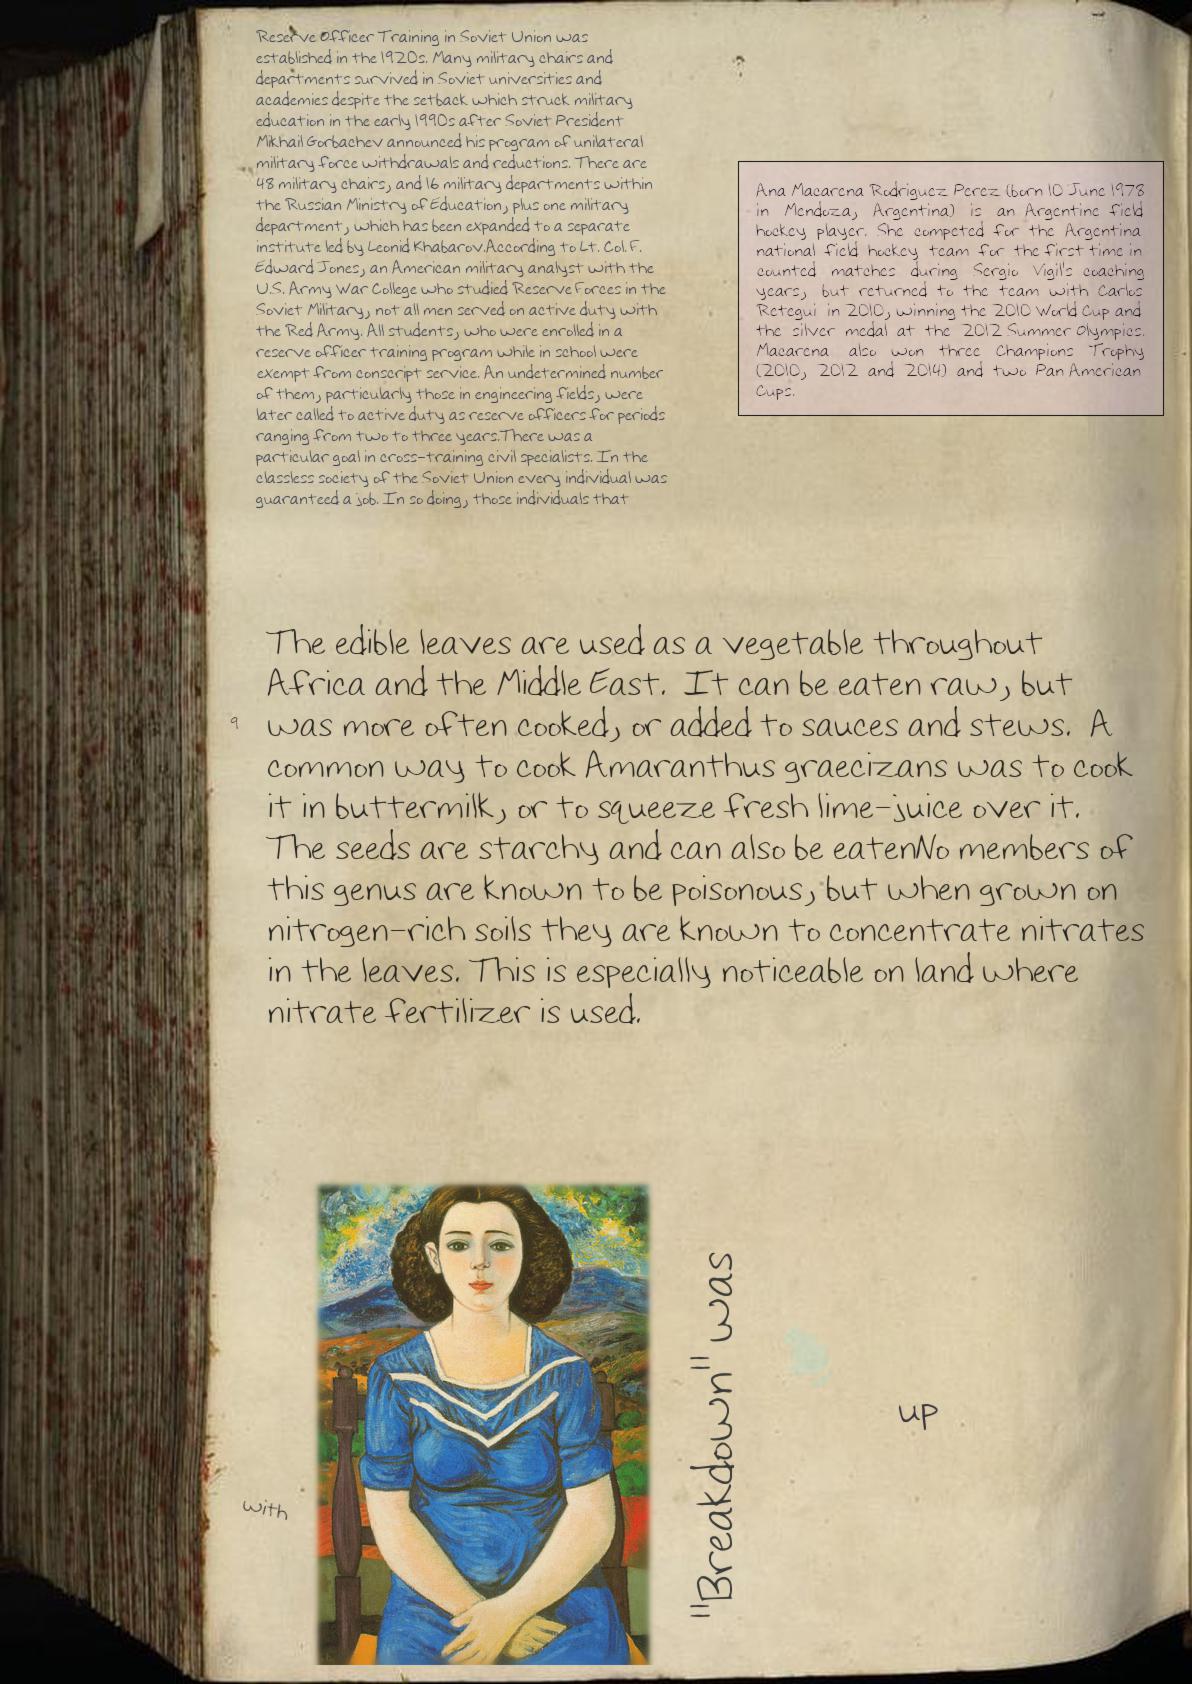 Reserve Officer Training in Soviet Union was
established in the 1920s. Many military chairs and
departments survived in Soviet universities and
academies despite the setback which struck military
education in the early 1990s after Soviet President
Mikhail Gorbachev announced his program of unilateral
military force withdrawals and reductions. There are
48 military chairs, and 16 military departments within
the Russian Ministry of Education, plus one military
department, which has been expanded to a separate
institute led by Leonid Khabarov.According to Lt. Col. F.
Edward Jones, an American military analyst with the
U.S. Army War College who studied Reserve Forces in the
Soviet Military, not all men served on active duty with
the Red Army. All students, who were enrolled in a
reserve officer training program while in school were
exempt from conscript service. An undetermined number
of them, particularly those in engineering fields, were
later called to active duty as reserve officers for periods
ranging from two to three years.There was a
particular goal in cross-training civil specialists. In the
classless society of the Soviet Union every individual was
guaranteed a job. In so doing, those individuals that
Ana Macarena Rodriguez Perez (born 10 June 1978
in Mendoza, Argentina) is an Argentine field
hockey player. She competed for the Argentina
national field hockey team for the first time in
counted matches during Sergio Vigil's coaching
years, but returned to the team with Carlos
Retegui in 2010, winning the 2010 World Cup and
the silver medal at the 2012 Summer Olympics.
Macarena also won three Champions Trophy
(2010, 2012 and 2014) and two Pan American
Cups.
The edible leaves are used as a vegetable throughout
Africa and the Middle East. It can be eaten raw, but
9
was more often cooked, or added to sauces and stews. A
common way to cook Amaranthus graecizans was to cook
it in buttermilk, or to squeeze fresh lime-juice over it.
The seeds are starchy and can also be eatenNo members of
this genus are known to be poisonous, but when grown on
nitrogen-rich soils they are known to concentrate nitrates
in the leaves. This is especially noticeable on land where
nitrate fertilizer is used.
"Breakdown" was
up
with